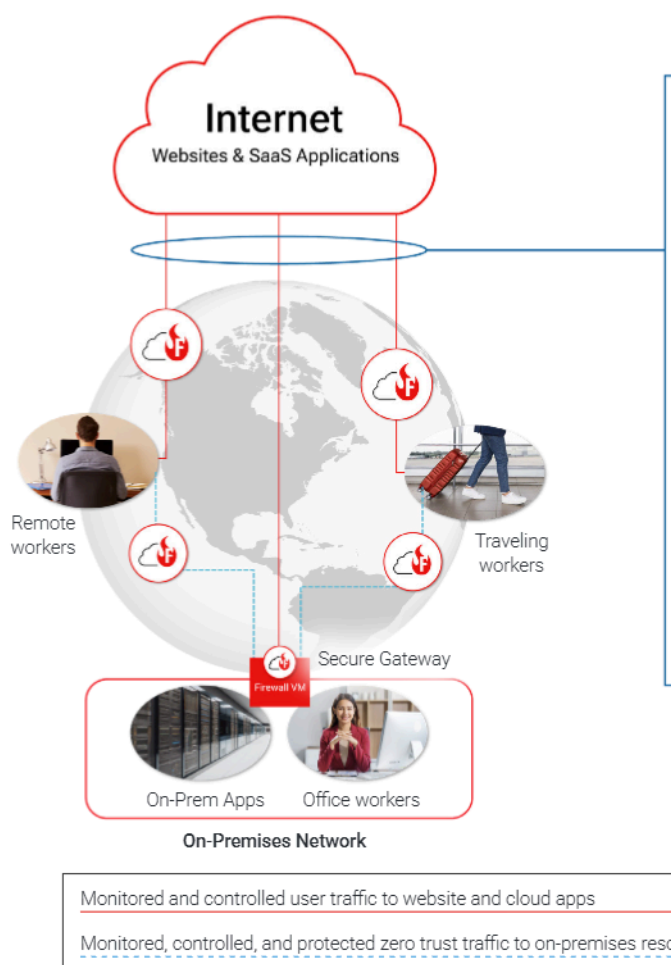 Internet
Websites & SaaS Applications
F
F
Remote
workers
Traveling
workers
F
F
Secure Gateway
F
Firewall VM
On-Prem Apps
Office workers
On-Premises Network
Monitored and controlled user traffic to website and cloud apps
Monitored, controlled, and protected zero trust traffic to on-premises reso